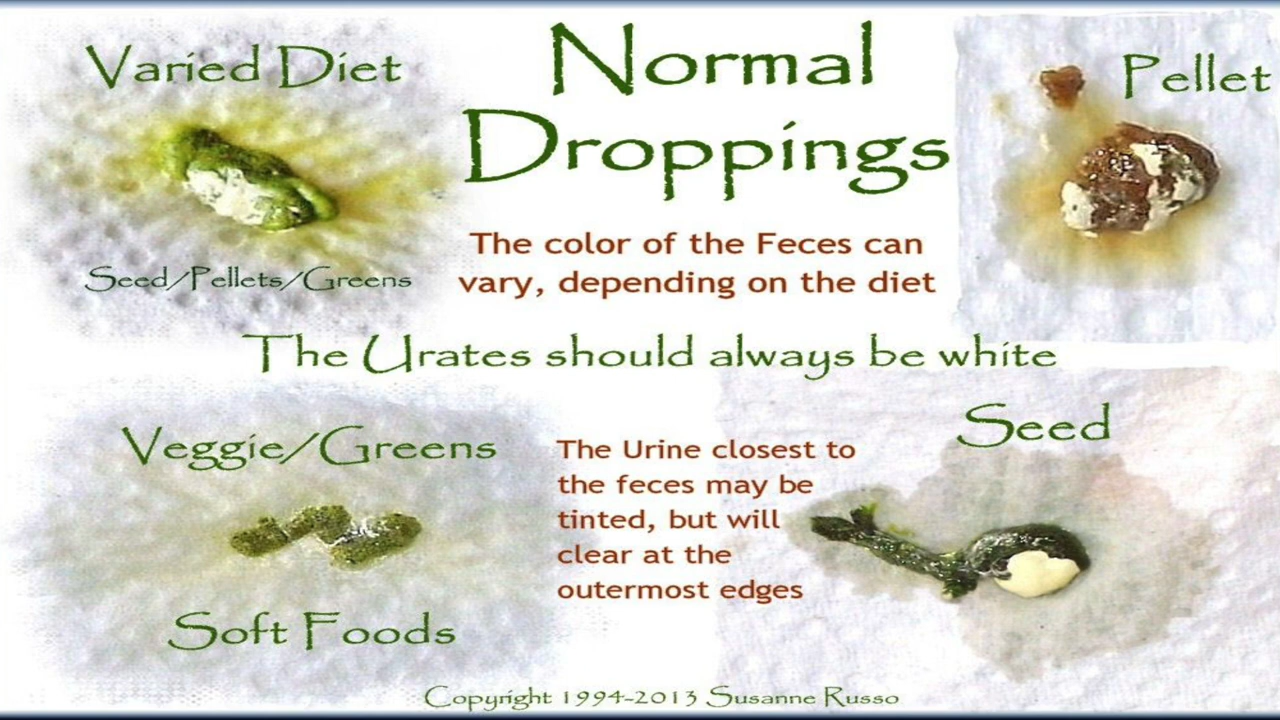 Varied Diet
Seed/Pellets/Greens
Normal
Droppings
Pellet
The color of the Feces can
vary, depending on the diet
The Urates should always be white
Veggie/Greens
Soft Foods
The Urine closest to
the feces may be
tinted, but will
clear at the
outermost edges
Seed
Copyright 1994-2013 Susanne Russo